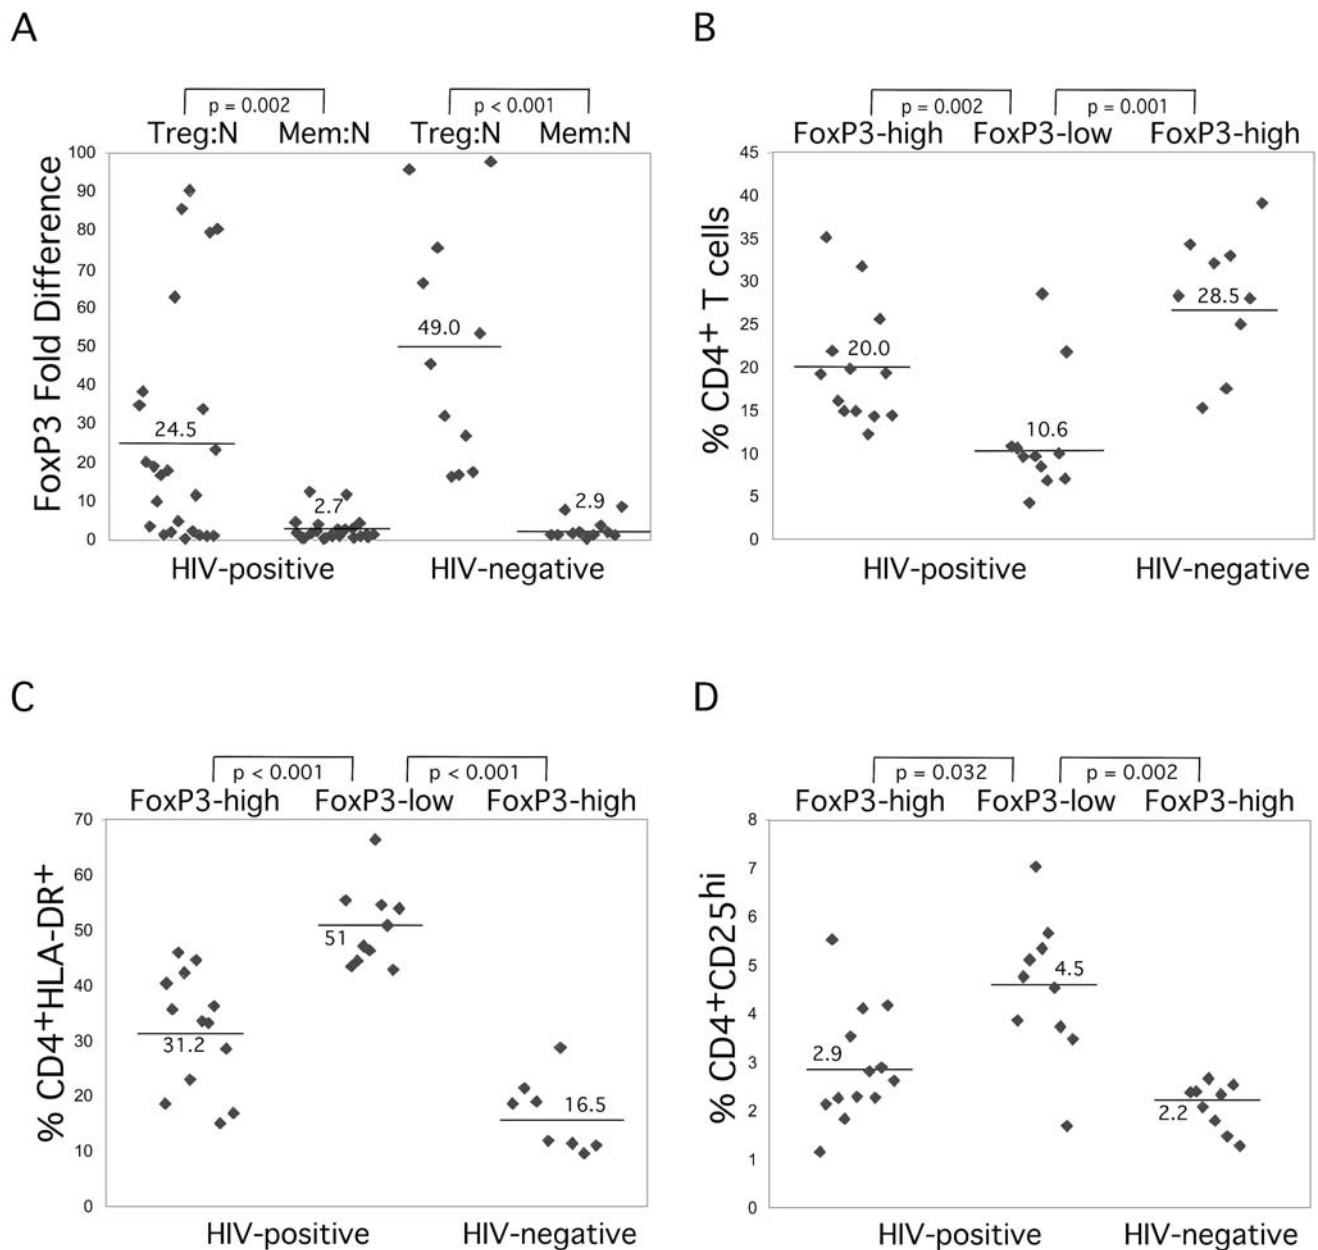 A
p = 0.002 p < 0.001
Treg:N Mem:N Treg:N Mem:N
FoxP3 Fold Difference
100
90
80
70
60
50
40
30
20
10
0
24.5
2.7
49.0
2.9
HIV-positive HIV-negative
B
p = 0.002 p = 0.001
FoxP3-high FoxP3-low FoxP3-high
% CD4+ T cells
45
40
35
30
25
20
15
10
5
0
20.0
10.6
28.5
HIV-positive HIV-negative
C
p < 0.001 p < 0.001
FoxP3-high FoxP3-low FoxP3-high
% CD4+HLA-DR+
70
60
50
40
30
20
10
0
31.2
51
16.5
HIV-positive HIV-negative
D
p = 0.032 p = 0.002
FoxP3-high FoxP3-low FoxP3-high
% CD4+CD25hi
8
7
6
5
4
3
2
1
0
2.9
4.5
2.2
HIV-positive HIV-negative